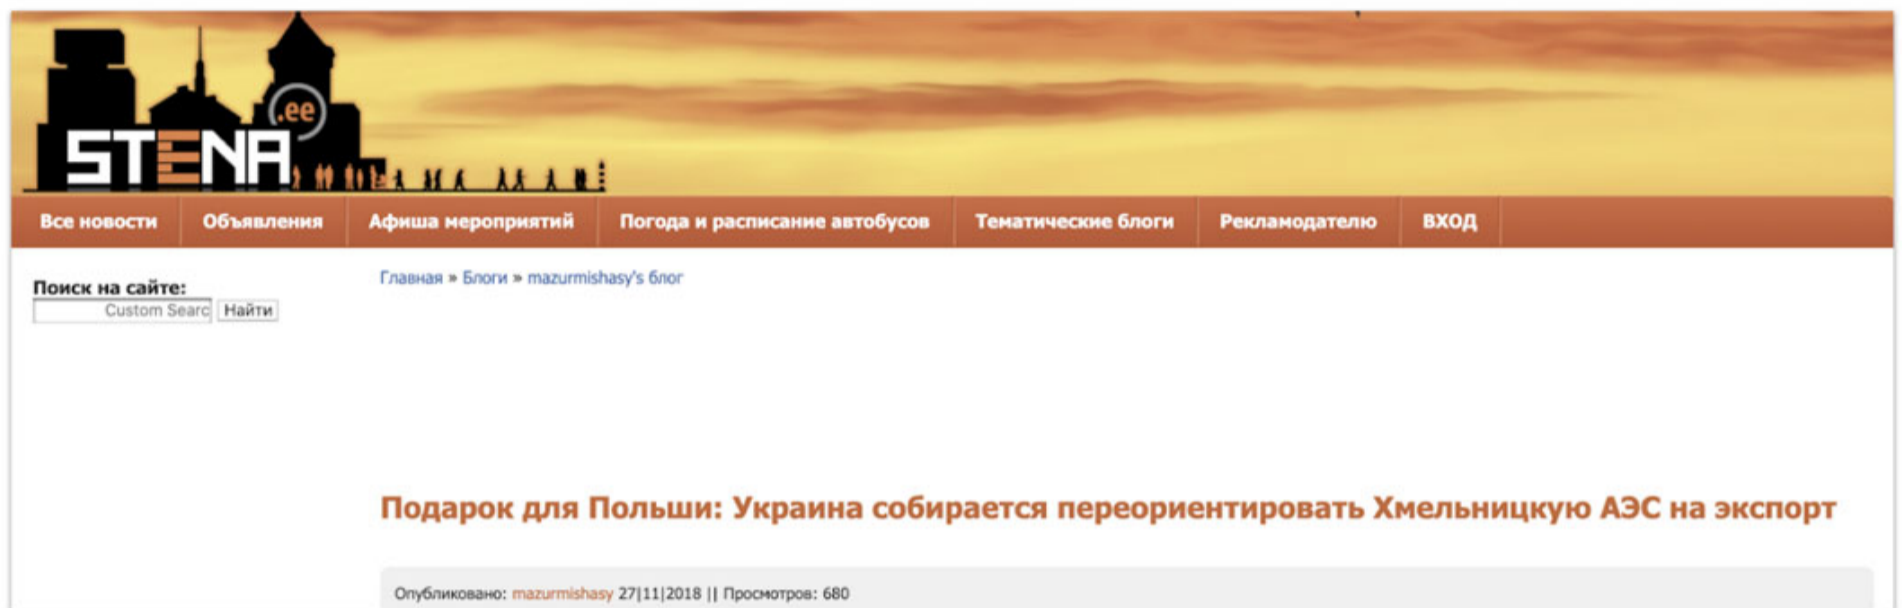 .ee
STENA
Все новости Объявления Афиша мероприятий Погода и расписание автобусов Тематические блоги Рекламодателю ВХОД
Поиск на сайте:
Custom Searc Найти
Главная » Блоги » mazurmishasy's блог
Подарок для Польши: Украина собирается переориентировать Хмельницкую АЭС на экспорт
Опубликовано: mazurmishasy 27|11|2018 || Просмотров: 680